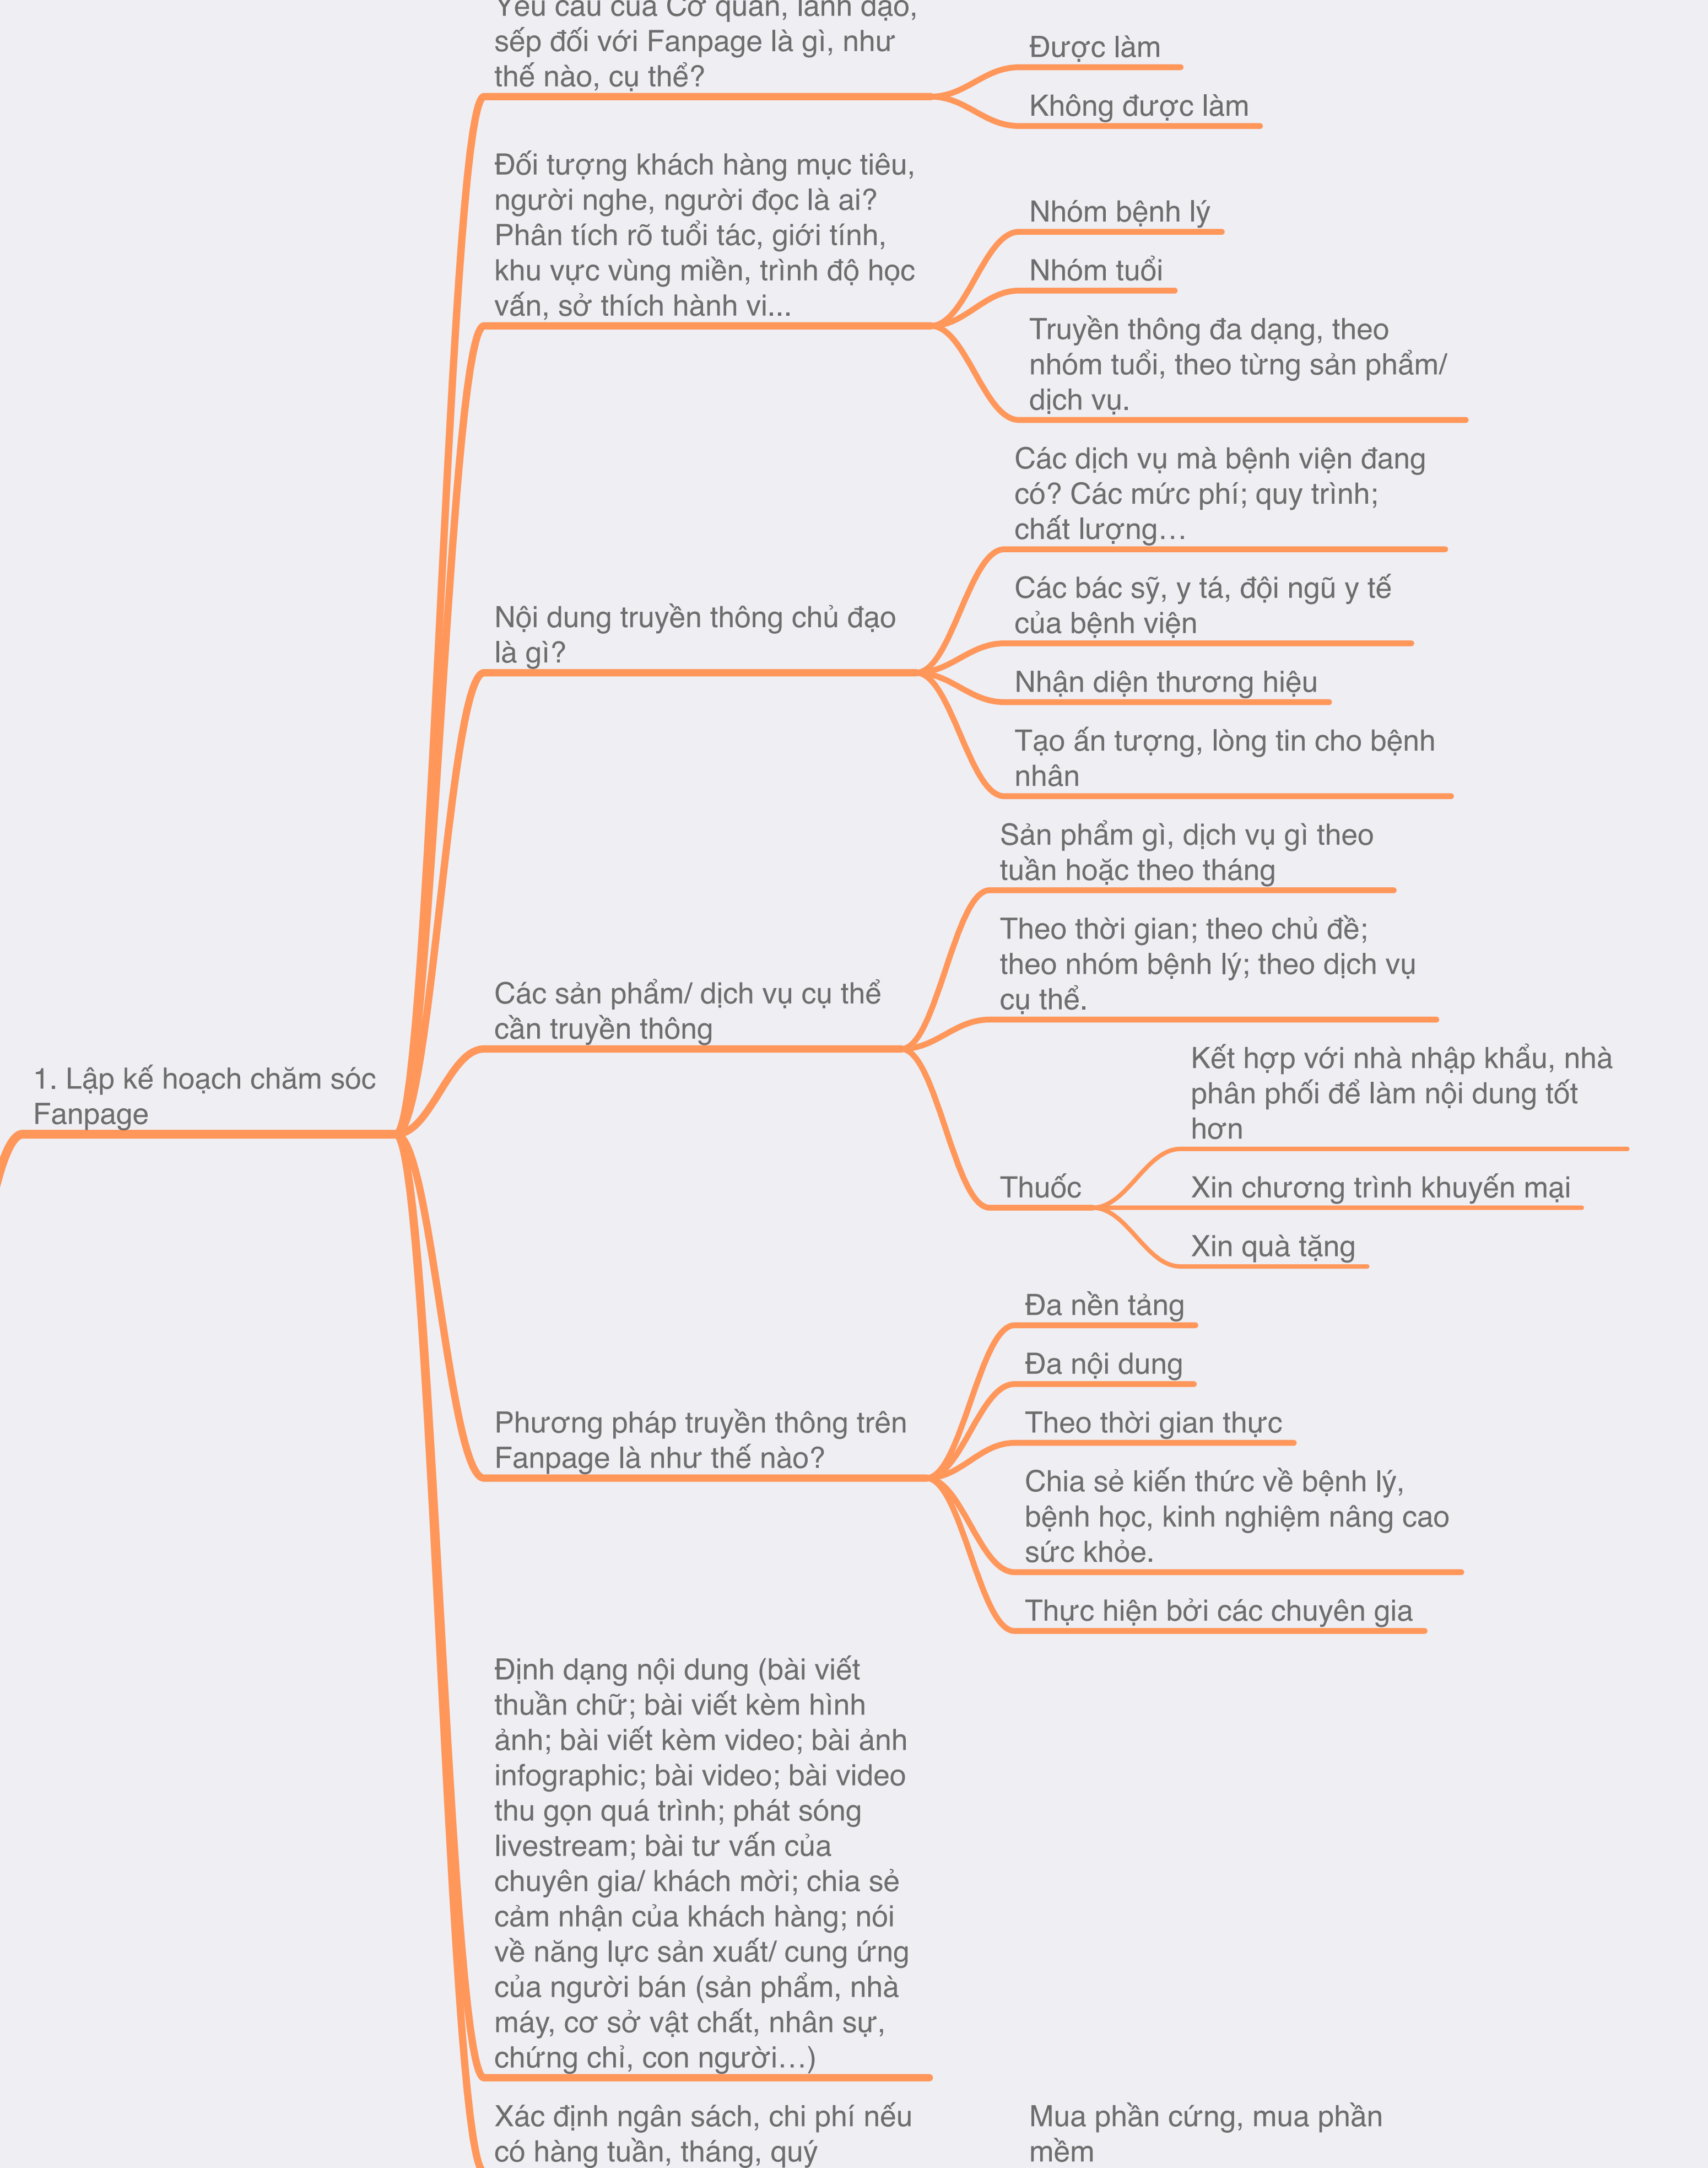 1. Lập kế hoạch chăm sóc
Fanpage
Yêu cầu của Cơ quan, lãnh đạo,
sếp đối với Fanpage là gì, như
thế nào, cụ thể?
Được làm
Không được làm
Đối tượng khách hàng mục tiêu,
người nghe, người đọc là ai?
Phân tích rõ tuổi tác, giới tính,
khu vực vùng miền, trình độ học
vấn, sở thích hành vi...
Nhóm bệnh lý
Nhóm tuổi
Truyền thông đa dạng, theo
nhóm tuổi, theo từng sản phẩm/
dịch vụ.
Nội dung truyền thông chủ đạo
là gì?
Các dịch vụ mà bệnh viện đang
có? Các mức phí; quy trình;
chất lượng…
Các bác sỹ, y tá, đội ngũ y tế
của bệnh viện
Nhận diện thương hiệu
Tạo ấn tượng, lòng tin cho bệnh
nhân
Các sản phẩm/ dịch vụ cụ thể
cần truyền thông
Sản phẩm gì, dịch vụ gì theo
tuần hoặc theo tháng
Theo thời gian; theo chủ đề;
theo nhóm bệnh lý; theo dịch vụ
cụ thể.
Thuốc
Kết hợp với nhà nhập khẩu, nhà
phân phối để làm nội dung tốt
hơn
Xin chương trình khuyến mại
Xin quà tặng
Phương pháp truyền thông trên
Fanpage là như thế nào?
Đa nền tảng
Đa nội dung
Theo thời gian thực
Chia sẻ kiến thức về bệnh lý,
bệnh học, kinh nghiệm nâng cao
sức khỏe.
Thực hiện bởi các chuyên gia
Định dạng nội dung (bài viết
thuần chữ; bài viết kèm hình
ảnh; bài viết kèm video; bài ảnh
infographic; bài video; bài video
thu gọn quá trình; phát sóng
livestream; bài tư vấn của
chuyên gia/ khách mời; chia sẻ
cảm nhận của khách hàng; nói
về năng lực sản xuất/ cung ứng
của người bán (sản phẩm, nhà
máy, cơ sở vật chất, nhân sự,
chứng chỉ, con người…)
Xác định ngân sách, chi phí nếu
có hàng tuần, tháng, quý
Mua phần cứng, mua phần
mềm